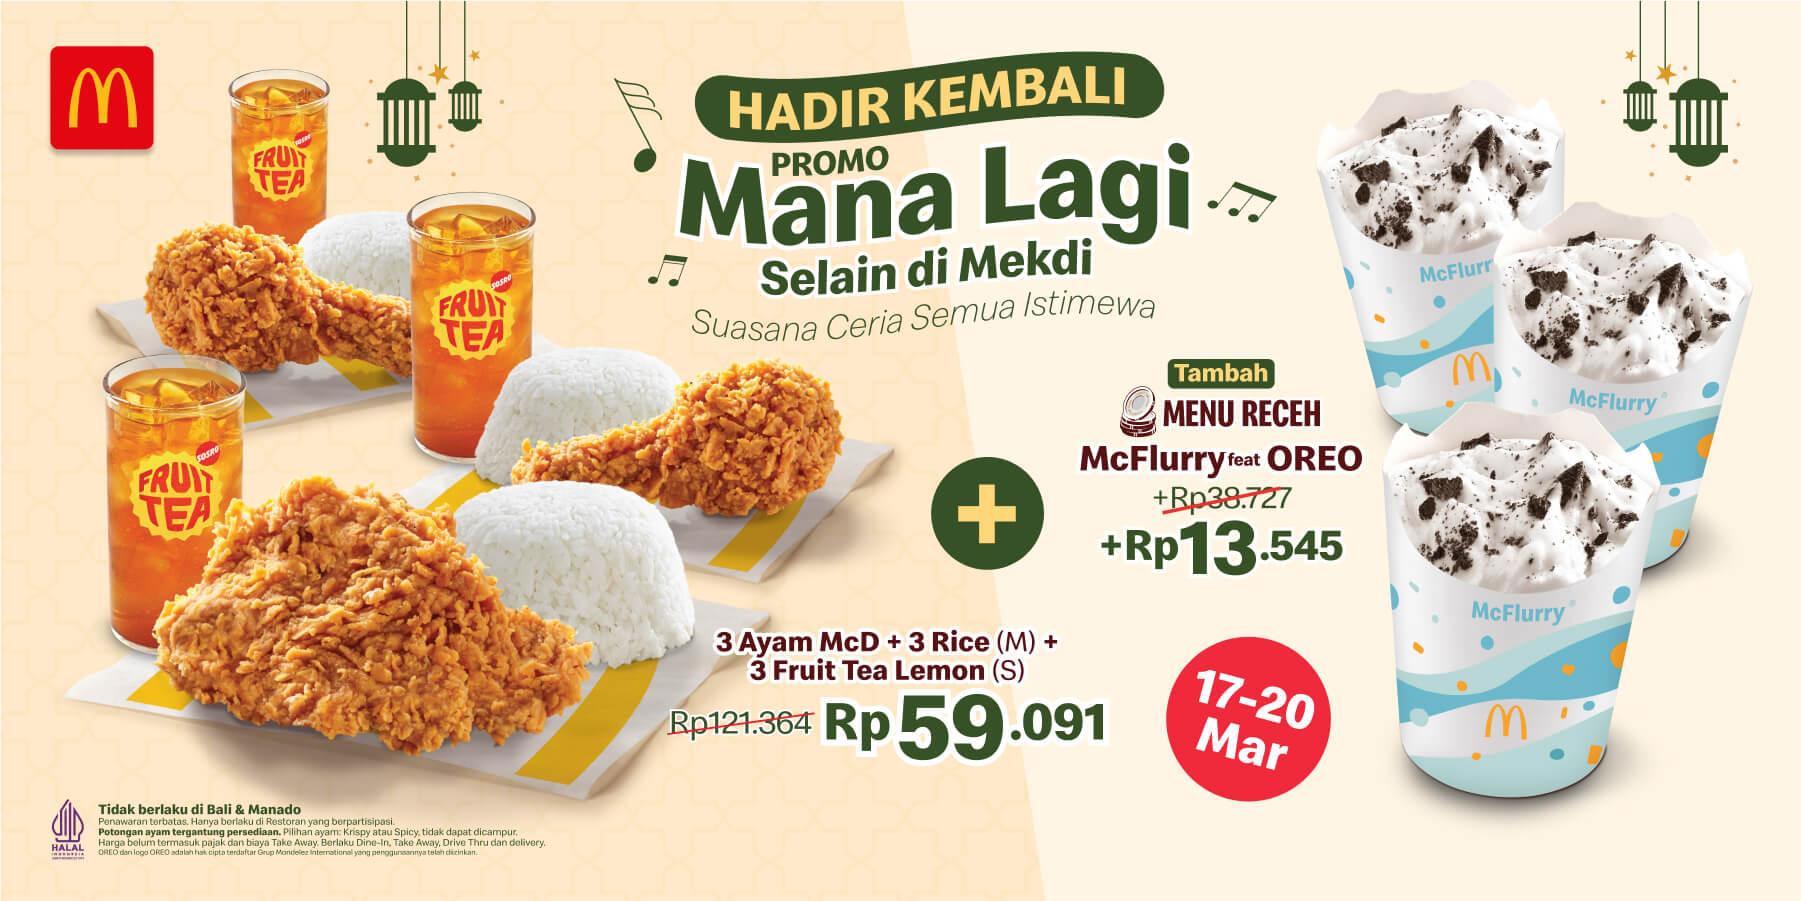 HADIR KEMBALI
PROMO
Mana Lagi
Selain di Mekdi
Suasana Ceria Semua Istimewa
SOSRO
FRUIT
TEA
SOSRO
FRUIT
TEA
SOSRO
FRUIT
TEA
3 Ayam McD + 3 Rice (M) +
3 Fruit Tea Lemon (S)
Rp121.364 Rp59.091
+
Tambah
MENU RECEH
McFlurry feat OREO
+Rp38.727
+Rp13.545
17-20
Mar
McFlurr
McFlurry
McFlurry
HALAL
INDONESIA
Tidak berlaku di Bali & Manado
Penawaran terbatas. Hanya berlaku di Restoran yang berpartisipasi.
Potongan ayam tergantung persediaan. Pilihan ayam: Krispy atau Spicy, tidak dapat dicampur.
Harga belum termasuk pajak dan biaya Take Away. Berlaku Dine-In, Take Away, Drive Thru dan delivery.
OREO dan logo OREO adalah hak cipta terdaftar Grup Mondelez International yang penggunaannya telah diizinkan.